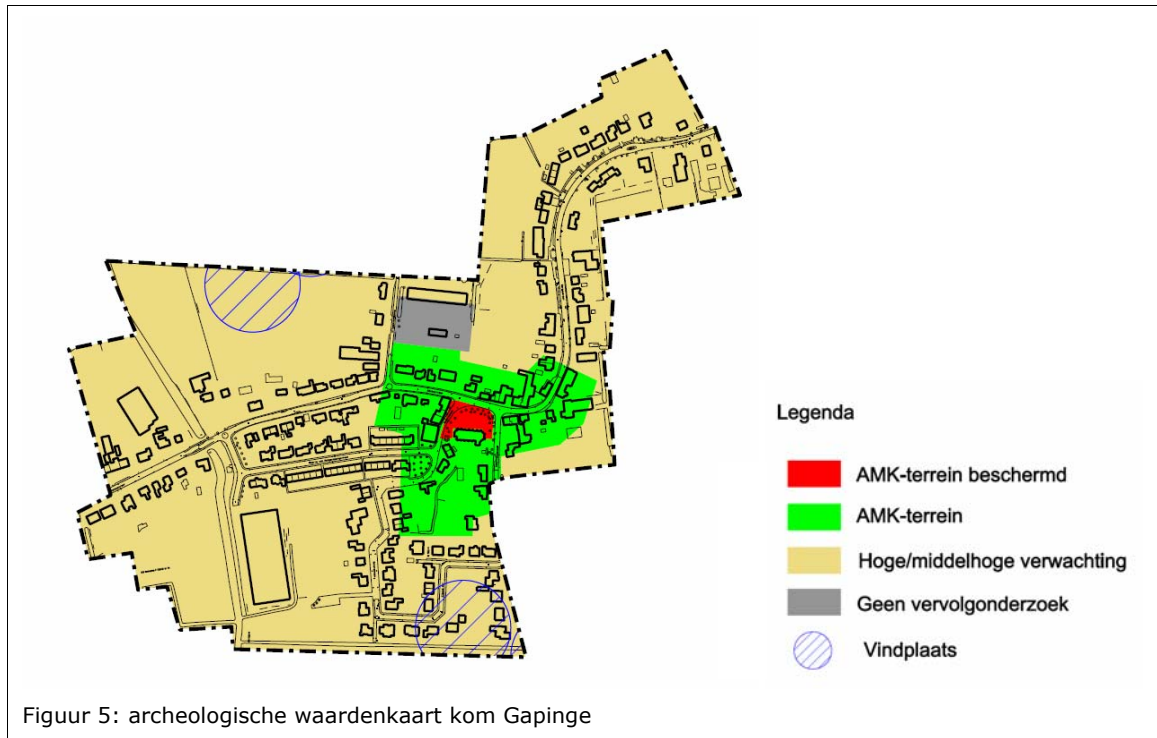 Legenda
AMK-terrein beschermd
AMK-terrein
Hoge/middelhoge verwachting
Geen vervolgonderzoek
Vindplaats
Figuur 5: archeologische waardenkaart kom Gapinge